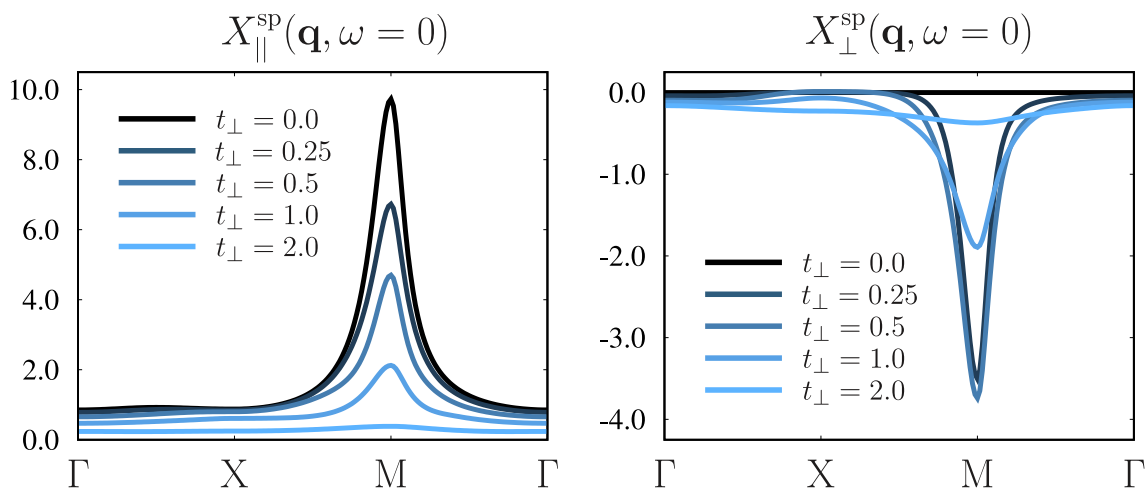 X_∥^sp(q, ω = 0)
10.0
8.0
6.0
4.0
2.0
0.0
t_⊥ = 0.0
t_⊥ = 0.25
t_⊥ = 0.5
t_⊥ = 1.0
t_⊥ = 2.0
Γ X M Γ
X_⊥^sp(q, ω = 0)
0.0
-1.0
-2.0
-3.0
-4.0
t_⊥ = 0.0
t_⊥ = 0.25
t_⊥ = 0.5
t_⊥ = 1.0
t_⊥ = 2.0
Γ X M Γ